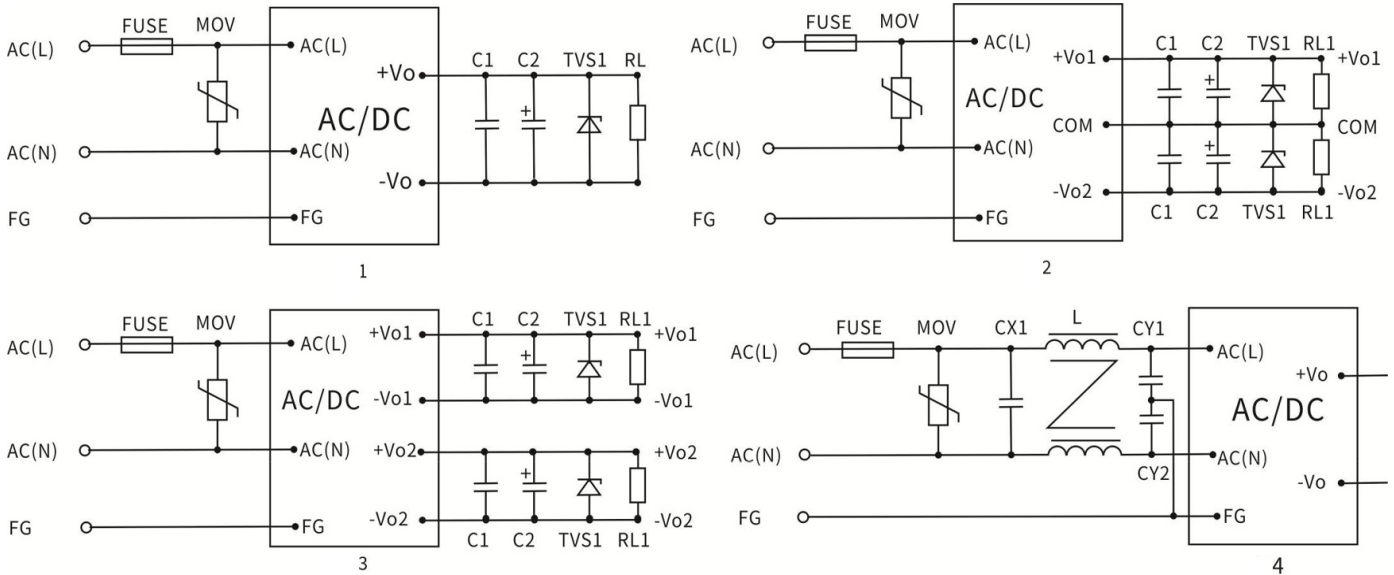 FUSE MOV
AC(L) AC(L)
+Vo C1 C2 TVS1 RL
+
AC/DC
AC(N) AC(N)
-Vo
FG FG
1
FUSE MOV
AC(L) AC(L)
+Vo1 C1 C2 TVS1 RL1 +Vo1
+
AC/DC
COM COM
AC(N) AC(N)
+
-Vo2 -Vo2
C1 C2 TVS1 RL1
FG FG
2
FUSE MOV
AC(L) AC(L)
+Vo1 C1 C2 TVS1 RL1 +Vo1
+
AC/DC
-Vo1 -Vo1
AC(N) AC(N)
+Vo2 +Vo2
+
-Vo2 -Vo2
FG FG
C1 C2 TVS1 RL1
3
FUSE MOV CX1 L CY1
AC(L) AC(L)
+Vo
AC/DC
AC(N) AC(N)
CY2
-Vo
FG FG
4